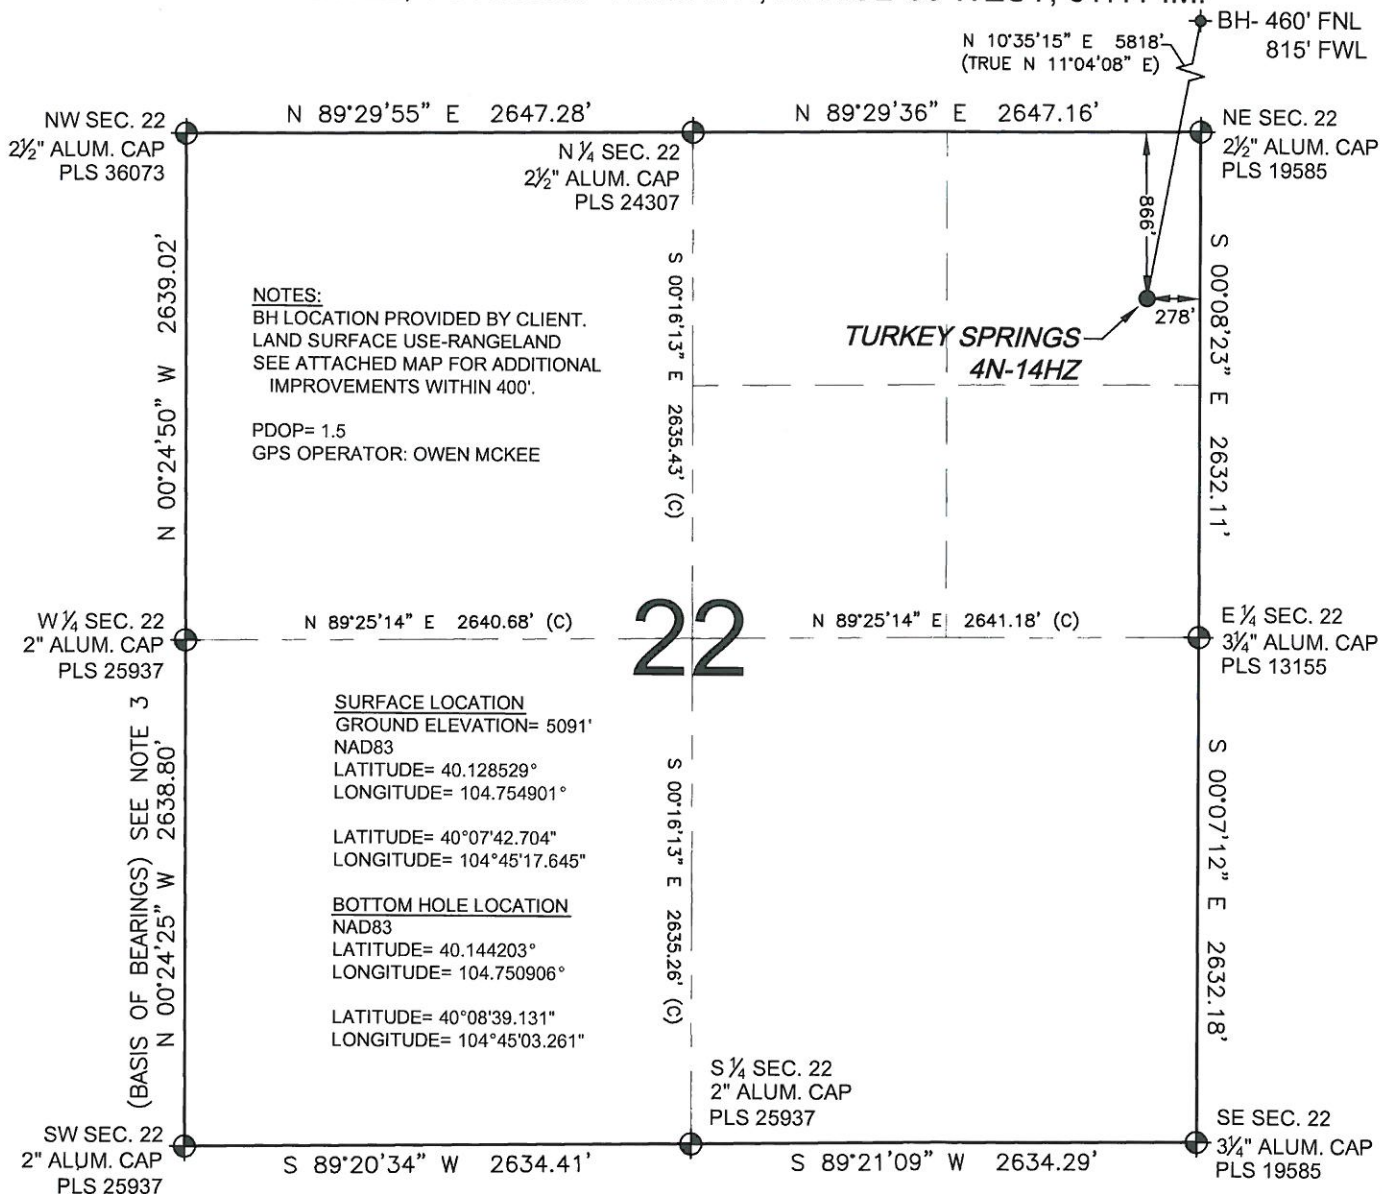 BH- 460' FNL
815' FWL
N 10°35'15" E 5818'
(TRUE N 11°04'08" E)
NW SEC. 22
2½" ALUM. CAP
PLS 36073
N 89°29'55" E 2647.28'
N ¼ SEC. 22
2½" ALUM. CAP
PLS 24307
N 89°29'36" E 2647.16'
NE SEC. 22
2½" ALUM. CAP
PLS 19585
866'
278'
TURKEY SPRINGS
4N-14HZ
N 00°24'50" W 2639.02'
NOTES:
BH LOCATION PROVIDED BY CLIENT.
LAND SURFACE USE-RANGELAND
SEE ATTACHED MAP FOR ADDITIONAL
IMPROVEMENTS WITHIN 400'.
PDOP= 1.5
GPS OPERATOR: OWEN MCKEE
S 00°16'13" E 2635.43' (C)
S 00°08'23" E 2632.11'
W ¼ SEC. 22
2" ALUM. CAP
PLS 25937
N 89°25'14" E 2640.68' (C)
22
N 89°25'14" E 2641.18' (C)
E ¼ SEC. 22
3¼" ALUM. CAP
PLS 13155
(BASIS OF BEARINGS) SEE NOTE 3
N 00°24'25" W 2638.80'
SURFACE LOCATION
GROUND ELEVATION= 5091'
NAD83
LATITUDE= 40.128529°
LONGITUDE= 104.754901°
LATITUDE= 40°07'42.704"
LONGITUDE= 104°45'17.645"
BOTTOM HOLE LOCATION
NAD83
LATITUDE= 40.144203°
LONGITUDE= 104.750906°
LATITUDE= 40°08'39.131"
LONGITUDE= 104°45'03.261"
S 00°16'13" E 2635.26' (C)
S 00°07'12" E 2632.18'
SW SEC. 22
2" ALUM. CAP
PLS 25937
S 89°20'34" W 2634.41'
S ¼ SEC. 22
2" ALUM. CAP
PLS 25937
S 89°21'09" W 2634.29'
SE SEC. 22
3¼" ALUM. CAP
PLS 19585